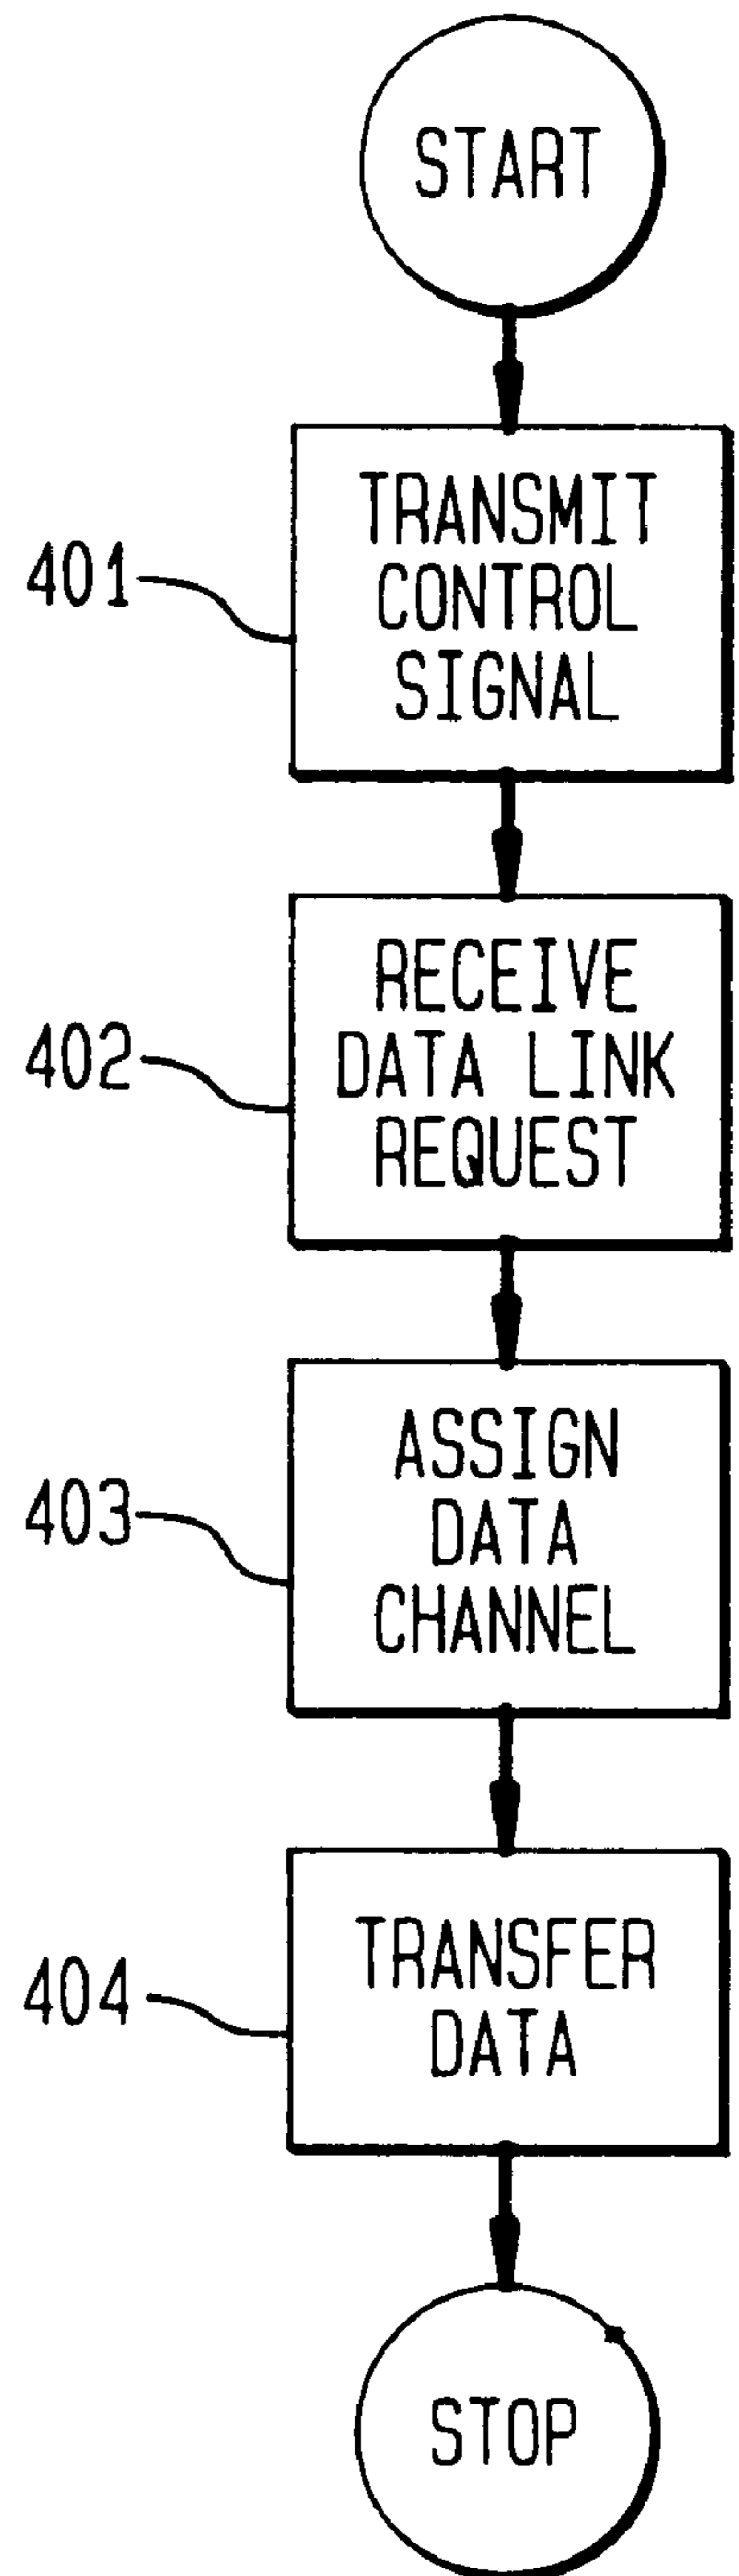 START
401
TRANSMIT
CONTROL
SIGNAL
402
RECEIVE
DATA LINK
REQUEST
403
ASSIGN
DATA
CHANNEL
404
TRANSFER
DATA
STOP